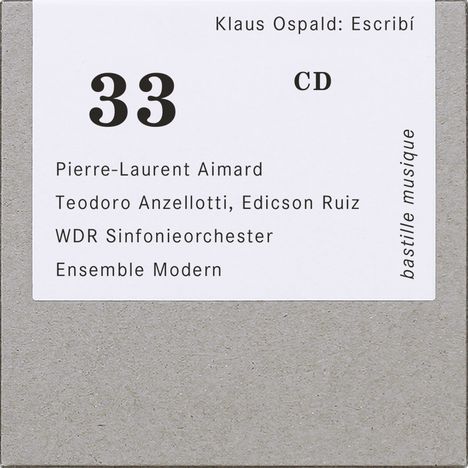 Klaus Ospald: Escribí
33
CD
Pierre-Laurent Aimard
Teodoro Anzellotti, Edicson Ruiz
WDR Sinfonieorchester
Ensemble Modern
bastille musique